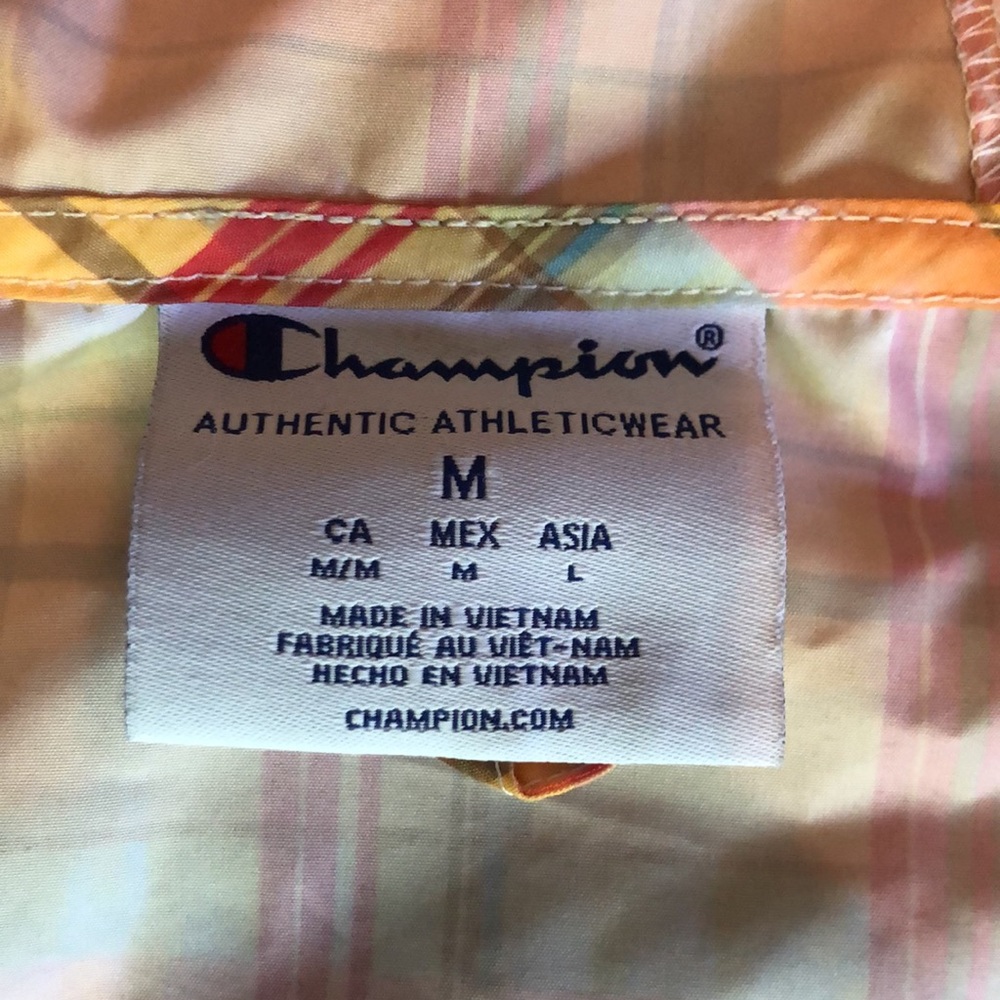 Champion®
AUTHENTIC ATHLETICWEAR
M
CA MEX ASIA
M/M M L
MADE IN VIETNAM
FABRIQUÉ AU VIÊT-NAM
HECHO EN VIETNAM
CHAMPION.COM